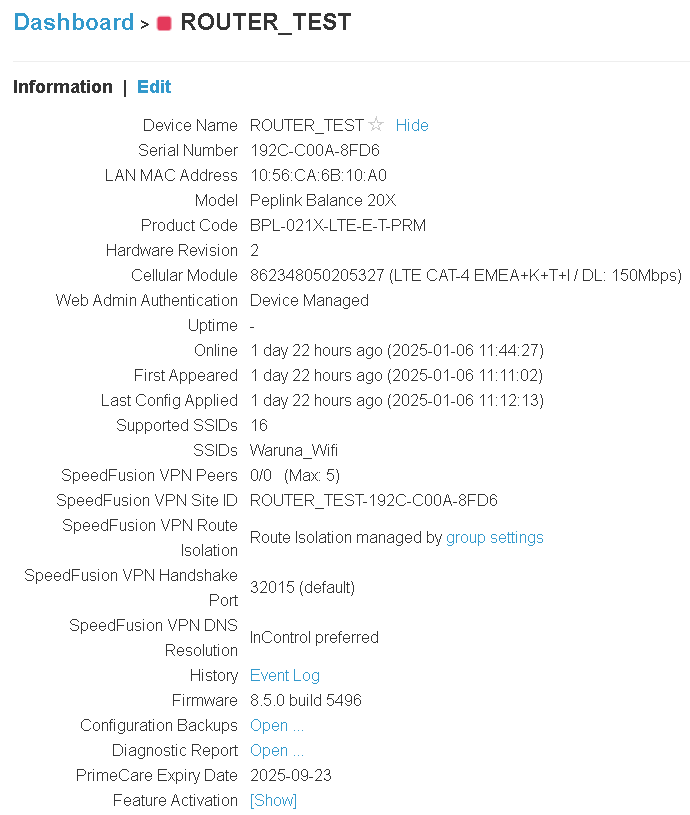 Dashboard > ROUTER_TEST
Information | Edit
Device Name ROUTER_TEST ☆ Hide
Serial Number 192C-C00A-8FD6
LAN MAC Address 10:56:CA:6B:10:A0
Model Peplink Balance 20X
Product Code BPL-021X-LTE-E-T-PRM
Hardware Revision 2
Cellular Module 862348050205327 (LTE CAT-4 EMEA+K+T+I / DL: 150Mbps)
Web Admin Authentication Device Managed
Uptime -
Online 1 day 22 hours ago (2025-01-06 11:44:27)
First Appeared 1 day 22 hours ago (2025-01-06 11:11:02)
Last Config Applied 1 day 22 hours ago (2025-01-06 11:12:13)
Supported SSIDs 16
SSIDs Waruna_Wifi
SpeedFusion VPN Peers 0/0 (Max: 5)
SpeedFusion VPN Site ID ROUTER_TEST-192C-C00A-8FD6
SpeedFusion VPN Route
Isolation
Route Isolation managed by group settings
SpeedFusion VPN Handshake
Port
32015 (default)
SpeedFusion VPN DNS
Resolution
InControl preferred
History Event Log
Firmware 8.5.0 build 5496
Configuration Backups Open ...
Diagnostic Report Open ...
PrimeCare Expiry Date 2025-09-23
Feature Activation [Show]